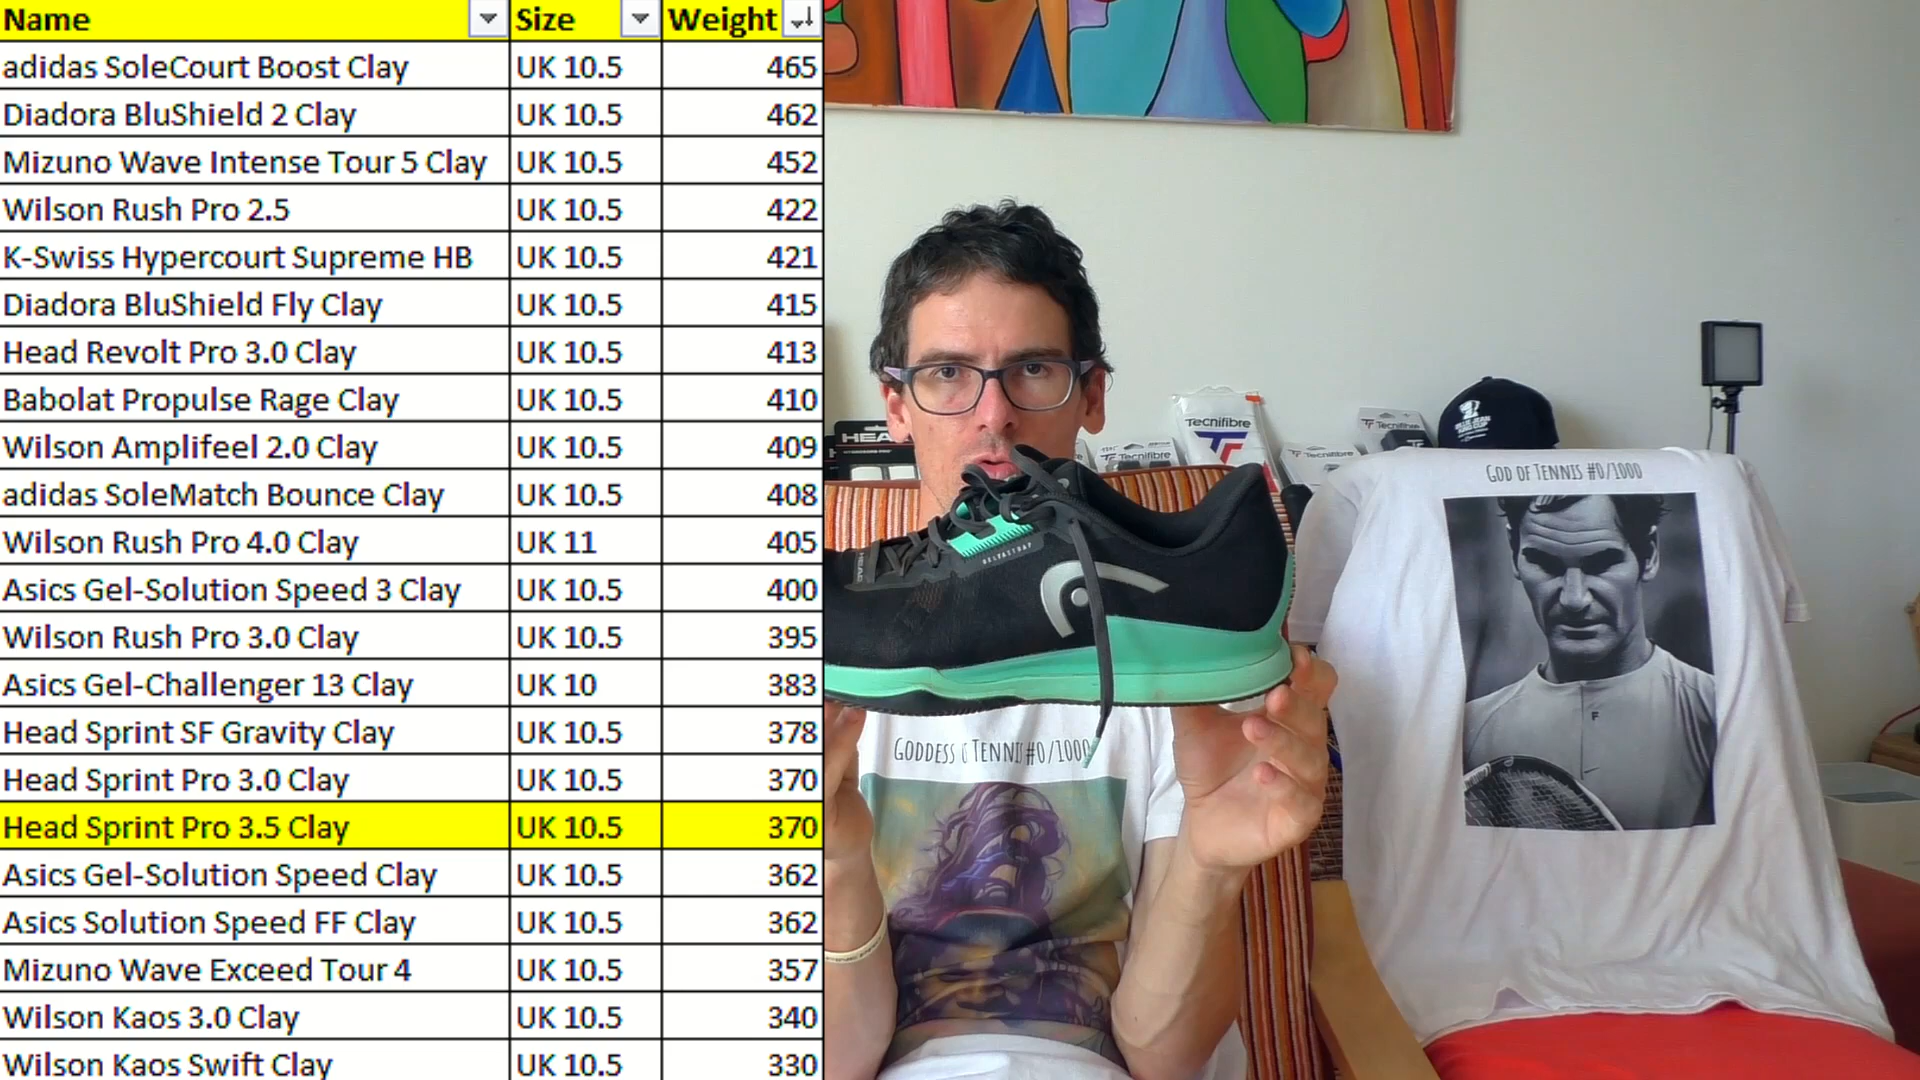 Name Size Weight
adidas SoleCourt Boost Clay UK 10.5 465
Diadora BluShield 2 Clay UK 10.5 462
Mizuno Wave Intense Tour 5 Clay UK 10.5 452
Wilson Rush Pro 2.5 UK 10.5 422
K-Swiss Hypercourt Supreme HB UK 10.5 421
Diadora BluShield Fly Clay UK 10.5 415
Head Revolt Pro 3.0 Clay UK 10.5 413
Babolat Propulse Rage Clay UK 10.5 410
Wilson Amplifeel 2.0 Clay UK 10.5 409
adidas SoleMatch Bounce Clay UK 10.5 408
Wilson Rush Pro 4.0 Clay UK 11 405
Asics Gel-Solution Speed 3 Clay UK 10.5 400
Wilson Rush Pro 3.0 Clay UK 10.5 395
Asics Gel-Challenger 13 Clay UK 10 383
Head Sprint SF Gravity Clay UK 10.5 378
Head Sprint Pro 3.0 Clay UK 10.5 370
Head Sprint Pro 3.5 Clay UK 10.5 370
Asics Gel-Solution Speed Clay UK 10.5 362
Asics Solution Speed FF Clay UK 10.5 362
Mizuno Wave Exceed Tour 4 UK 10.5 357
Wilson Kaos 3.0 Clay UK 10.5 340
Wilson Kaos Swift Clay UK 10.5 330
Tecnifibre
Tecnifibre
Tecnifibre
Tecnifibre
HEAD
GOD OF TENNIS #0/1000
F
GODDESS OF TENNIS #0/1000